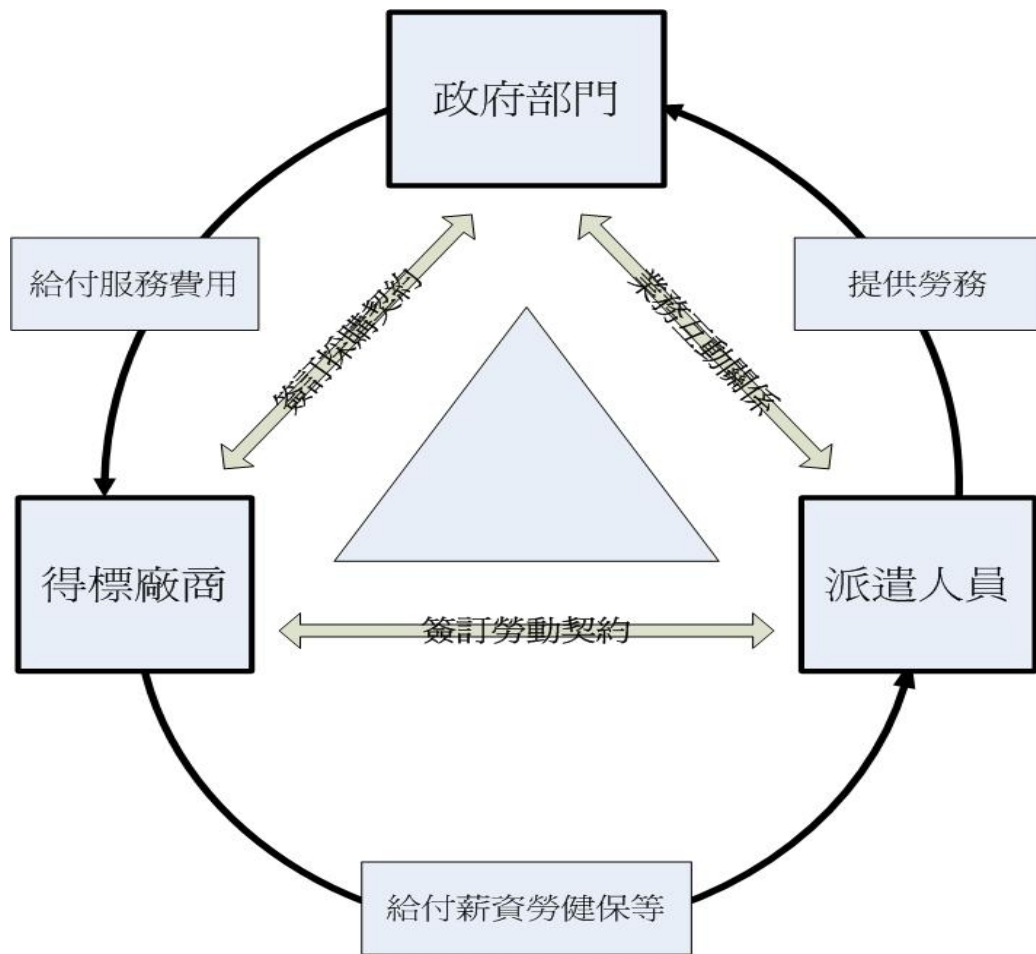 政府部門
給付服務費用
提供勞務
簽訂採購契約
業務互動關係
得標廠商
派遣人員
簽訂勞動契約
給付薪資勞健保等